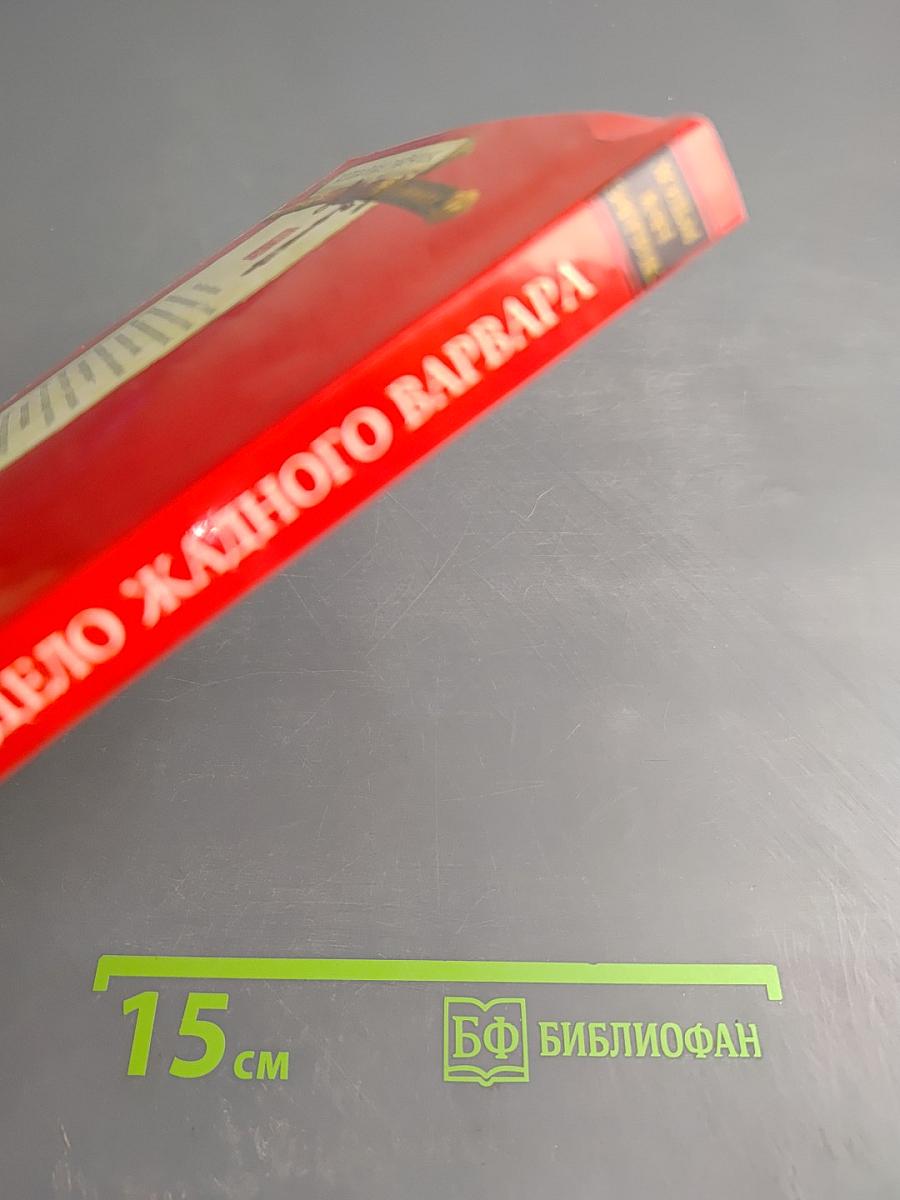 ДЕЛО ЖАДНОГО ВАРВАРА
15 см
БФ БИБЛИОФАН